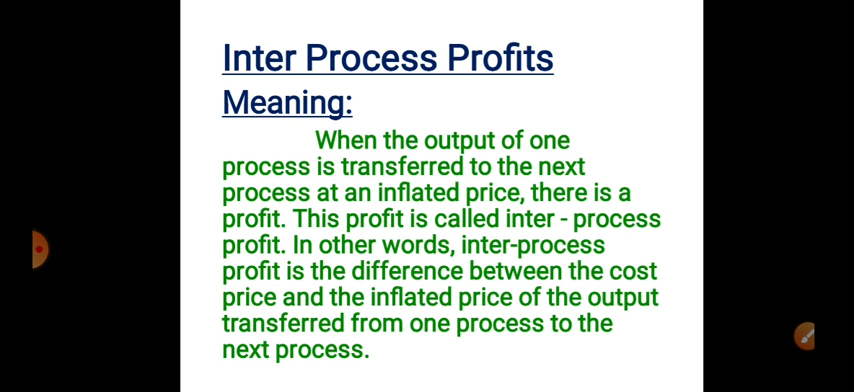 Inter Process Profits
Meaning:
When the output of one
process is transferred to the next
process at an inflated price, there is a
profit. This profit is called inter - process
profit. In other words, inter-process
profit is the difference between the cost
price and the inflated price of the output
transferred from one process to the
next process.